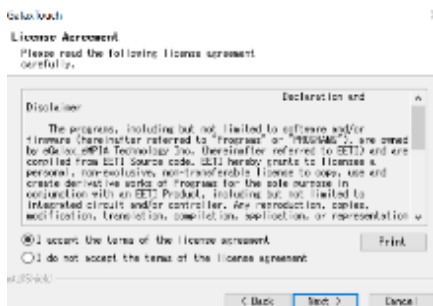 GalaxTouch
License Agreement
Please read the following license agreement
carefully.
Declaration and
Disclaimer
The programs, including but not limited to software and/or
firmware (hereinafter referred to "Programs" or "PROGRAMS"), are owned
by eGalax_eMPIA Technology Inc. (hereinafter referred to EETI) and are
compiled from EETI Source code. EETI hereby grants to licensee a
personal, non-exclusive, non-transferable license to copy, use and
create derivative works of Programs for the sole purpose in
conjunction with an EETI Product, including but not limited to
integrated circuit and/or controller. Any reproduction, copies,
modification, translation, compilation, application, or representation
I accept the terms of the license agreement
Print
I do not accept the terms of the license agreement
InstallShield
< Back
Next >
Cancel